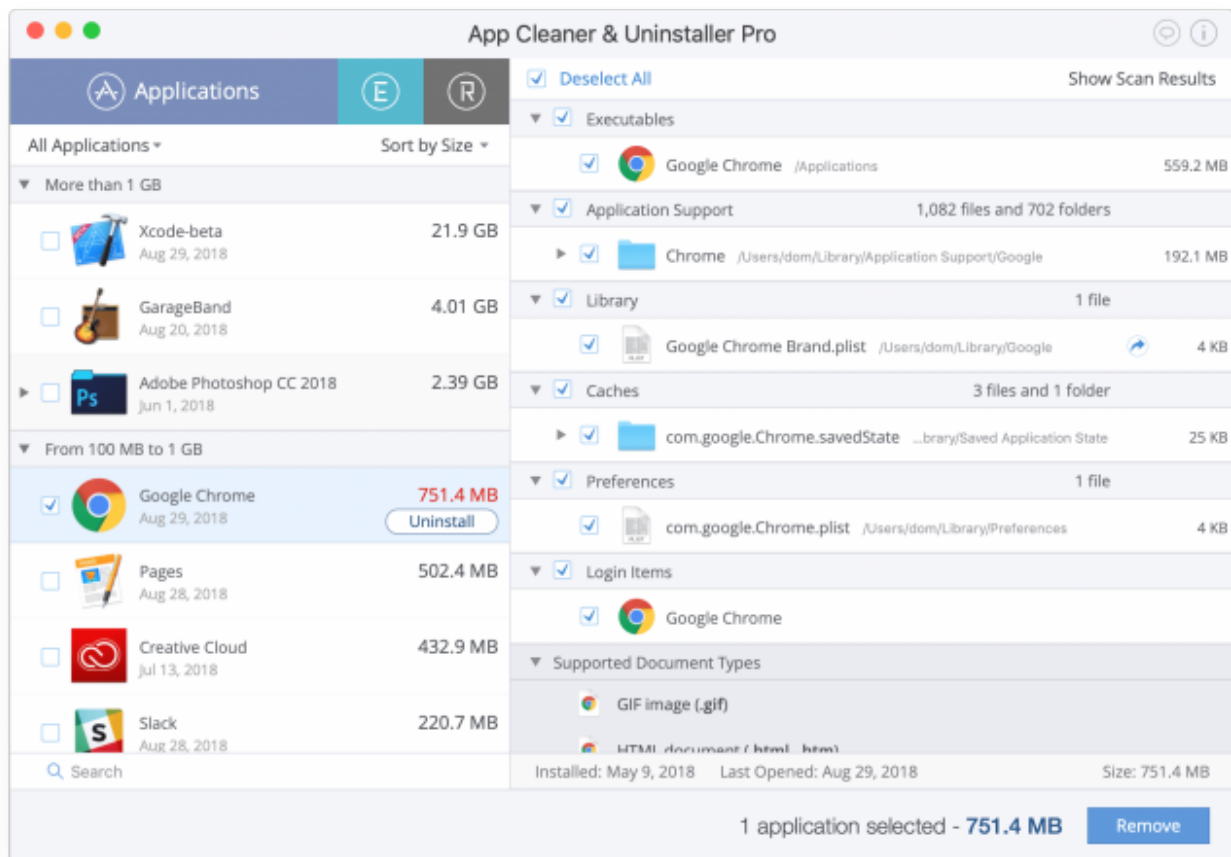 App Cleaner & Uninstaller Pro
Applications
E
R
All Applications
Sort by Size
More than 1 GB
Xcode-beta
21.9 GB
Aug 29, 2018
GarageBand
4.01 GB
Aug 20, 2018
Adobe Photoshop CC 2018
2.39 GB
Ps
Jun 1, 2018
From 100 MB to 1 GB
Google Chrome
751.4 MB
Aug 29, 2018
Uninstall
Pages
502.4 MB
Aug 28, 2018
Creative Cloud
432.9 MB
Jul 13, 2018
Slack
220.7 MB
S
Aug 28, 2018
Search
Deselect All
Show Scan Results
Executables
Google Chrome /Applications 559.2 MB
Application Support 1,082 files and 702 folders
Chrome /Users/dom/Library/Application Support/Google 192.1 MB
Library 1 file
Google Chrome Brand.plist /Users/dom/Library/Google 4 KB
Caches 3 files and 1 folder
com.google.Chrome.savedState ...brary/Saved Application State 25 KB
Preferences 1 file
com.google.Chrome.plist /Users/dom/Library/Preferences 4 KB
Login Items
Google Chrome
Supported Document Types
GIF image (.gif)
HTML document (.html, .htm)
Installed: May 9, 2018 Last Opened: Aug 29, 2018 Size: 751.4 MB
1 application selected - 751.4 MB
Remove